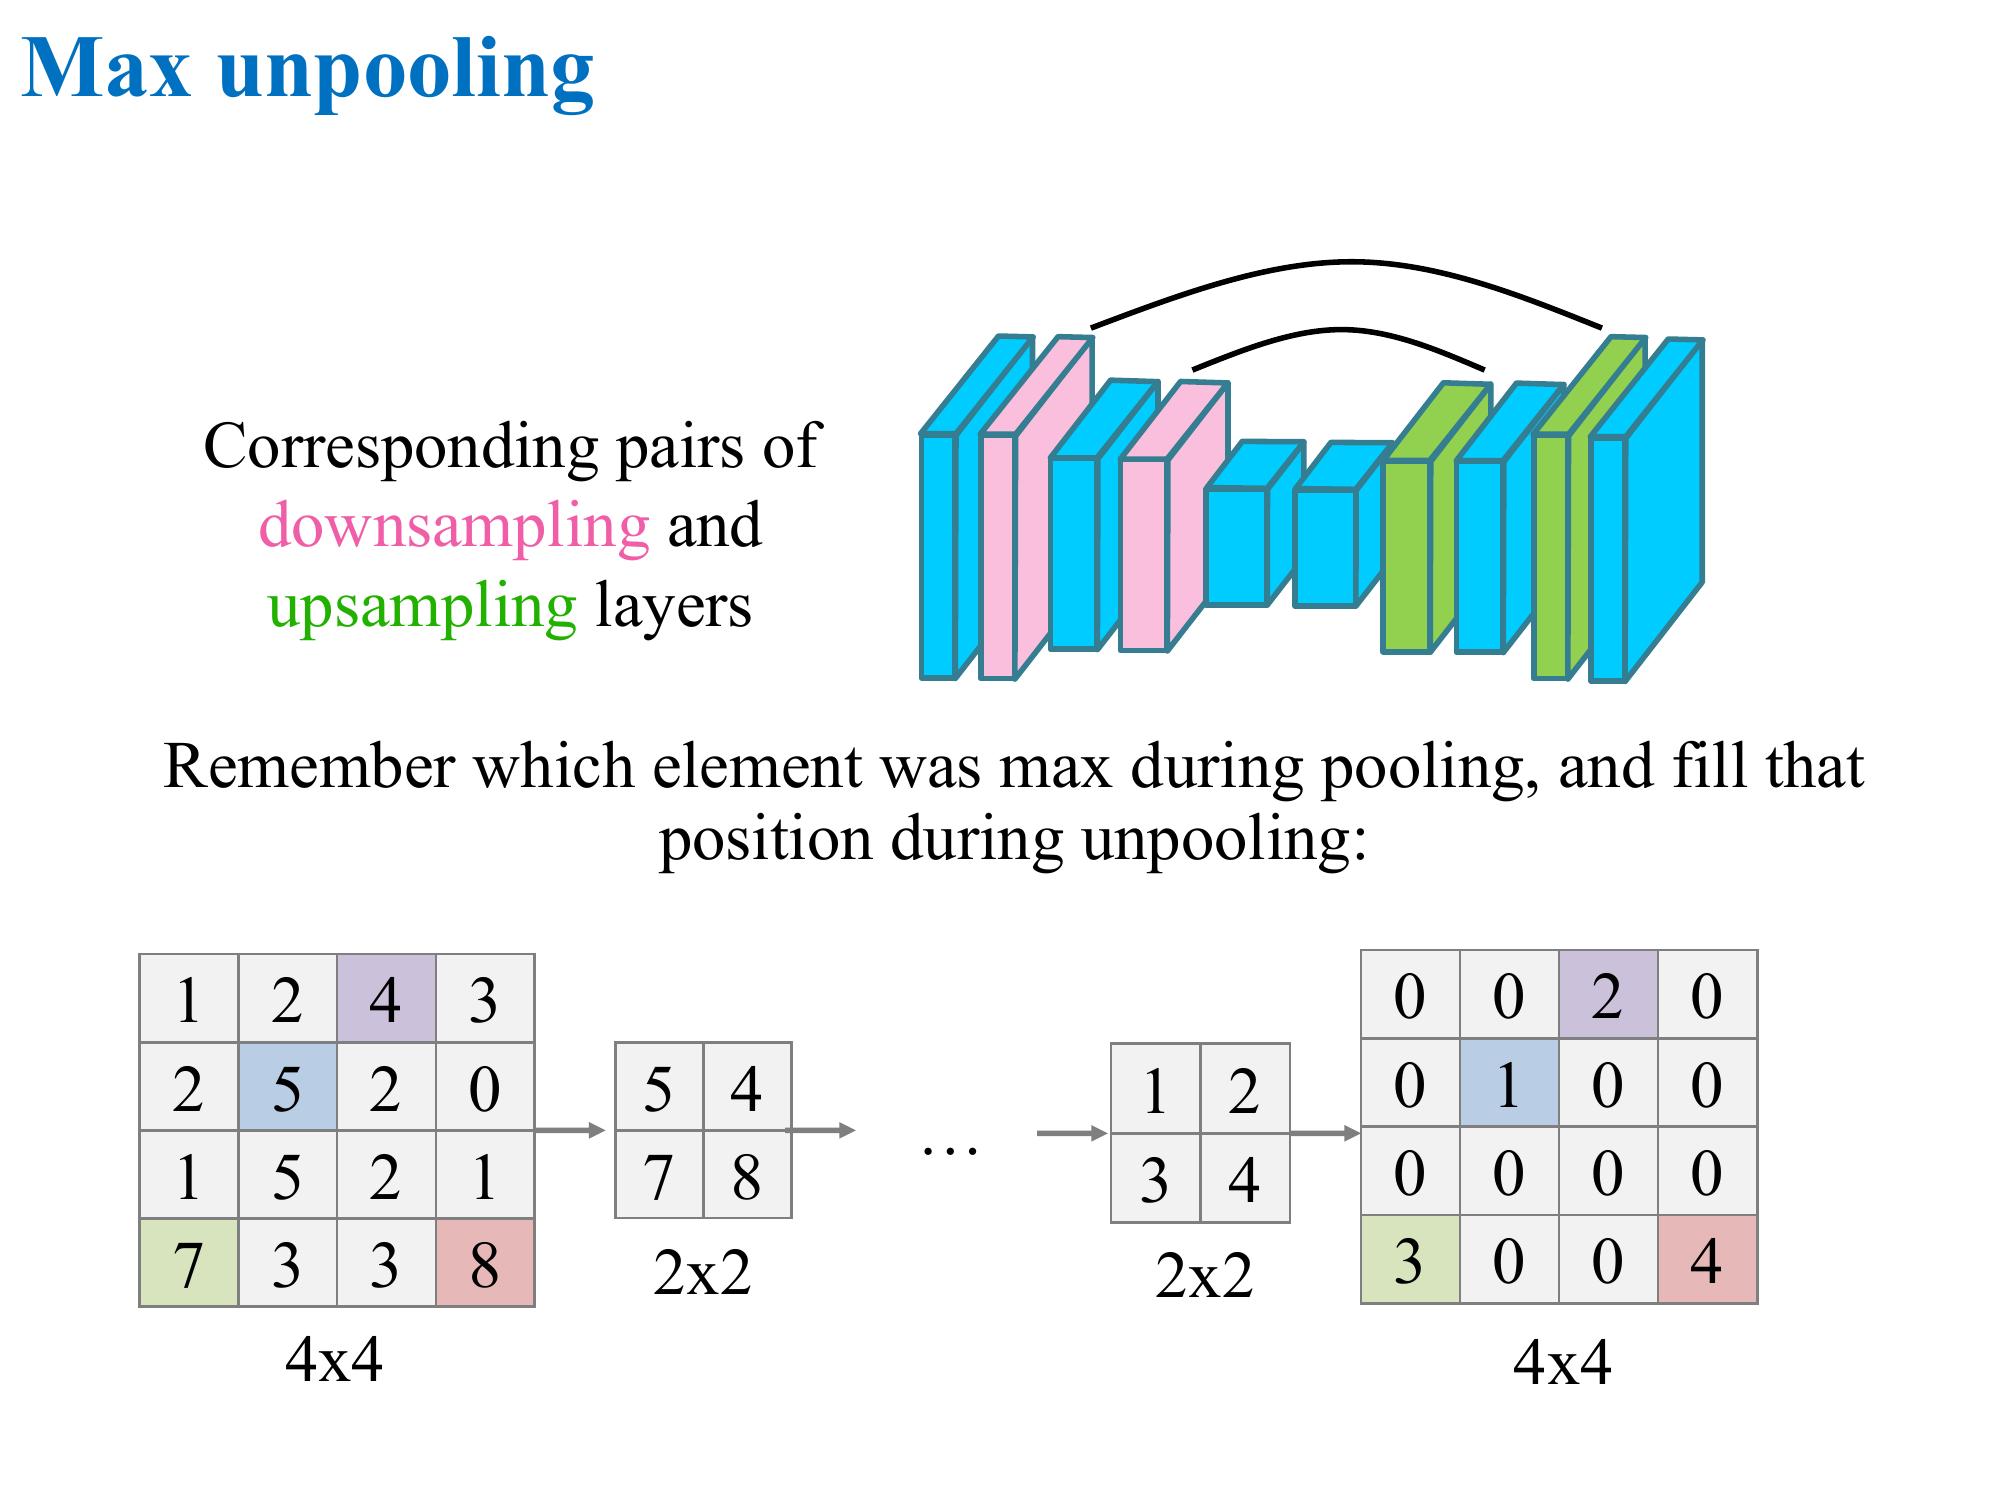 Max unpooling
Corresponding pairs of
downsampling and
upsampling layers
Remember which element was max during pooling, and fill that
position during unpooling:
1 2 4 3
2 5 2 0
1 5 2 1
7 3 3 8
4x4
5 4
7 8
2x2
…
1 2
3 4
2x2
0 0 2 0
0 1 0 0
0 0 0 0
3 0 0 4
4x4